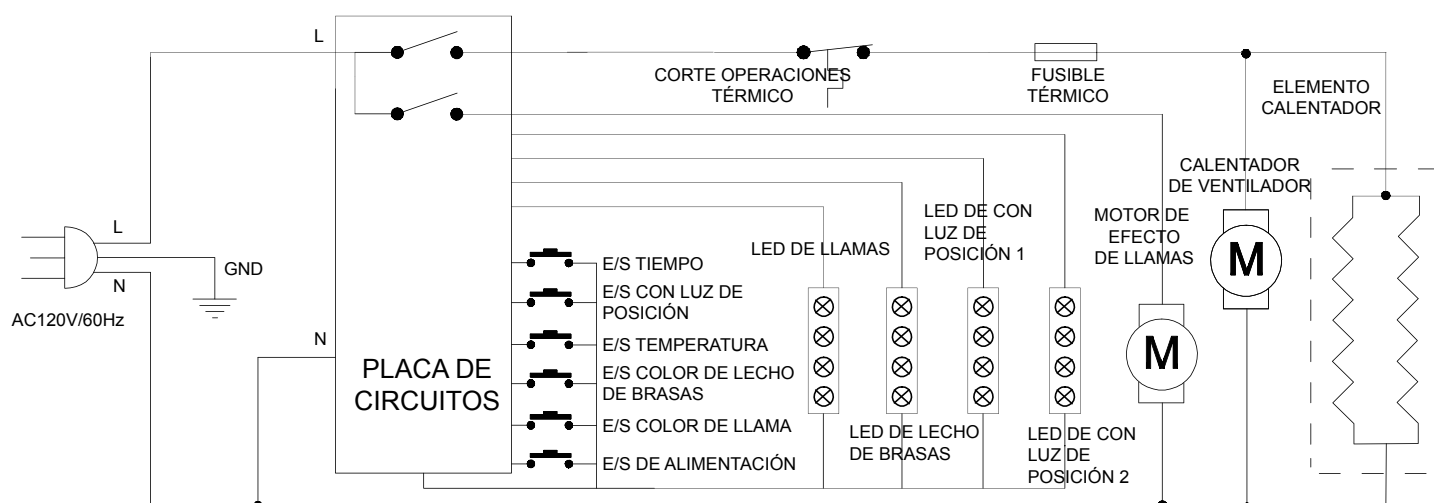 L
CORTE OPERACIONES
TÉRMICO
FUSIBLE
TÉRMICO
ELEMENTO
CALENTADOR
CALENTADOR
DE VENTILADOR
LED DE CON
LUZ DE
POSICIÓN 1
MOTOR DE
EFECTO
DE LLAMAS
LED DE LLAMAS
L
GND
N
AC120V/60Hz
N
PLACA DE
CIRCUITOS
E/S TIEMPO
E/S CON LUZ DE
POSICIÓN
E/S TEMPERATURA
E/S COLOR DE LECHO
DE BRASAS
E/S COLOR DE LLAMA
E/S DE ALIMENTACIÓN
M
M
LED DE LECHO
DE BRASAS
LED DE CON
LUZ DE
POSICIÓN 2